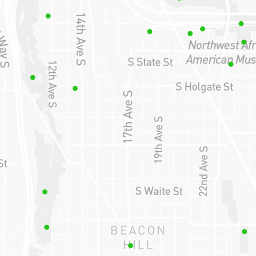 14th Ave S
Northwest Afri
American Mus
Way S
S State St
12th Ave S
S Holgate St
17th Ave S
19th Ave S
22nd Ave S
St
S Waite St
BEACON
HILL